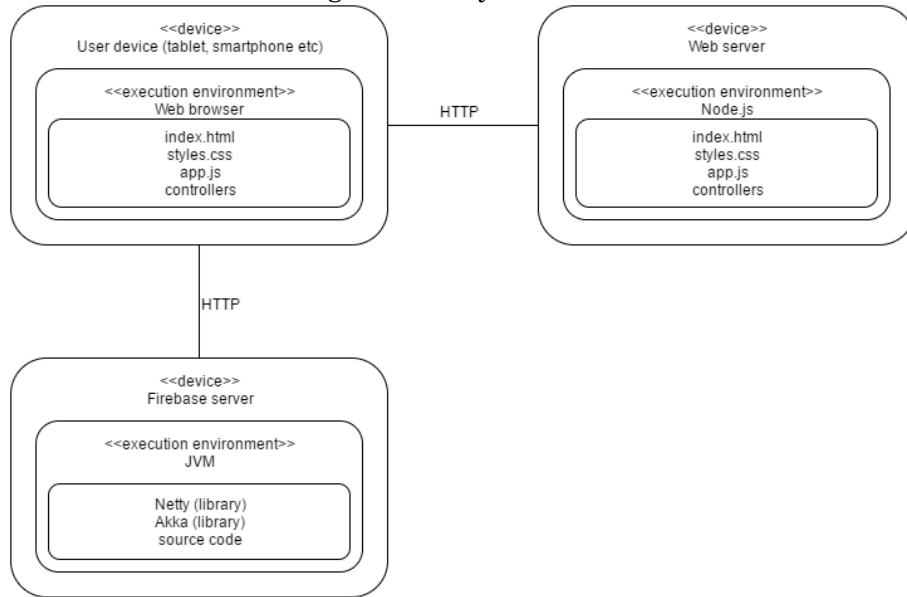 <<device>>
User device (tablet, smartphone etc)
<<execution environment>>
Web browser
index.html
styles.css
app.js
controllers
HTTP
<<device>>
Web server
<<execution environment>>
Node.js
index.html
styles.css
app.js
controllers
HTTP
<<device>>
Firebase server
<<execution environment>>
JVM
Netty (library)
Akka (library)
source code